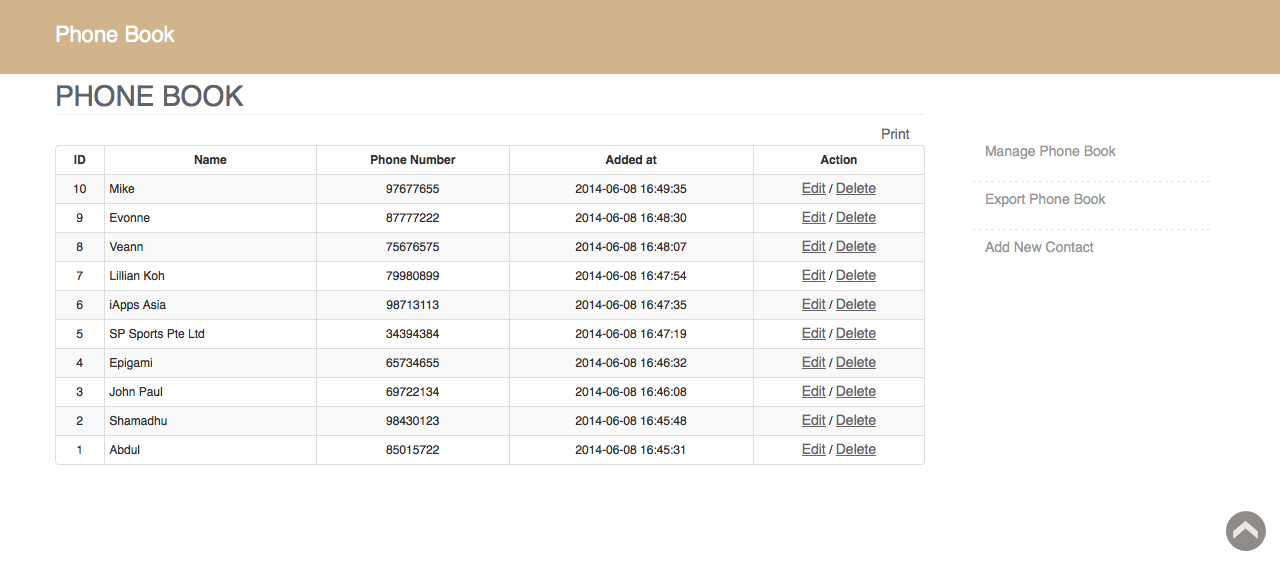 Phone Book
PHONE BOOK
Print
ID Name Phone Number Added at Action
10 Mike 97677655 2014-06-08 16:49:35 Edit / Delete
9 Evonne 87777222 2014-06-08 16:48:30 Edit / Delete
8 Veann 75676575 2014-06-08 16:48:07 Edit / Delete
7 Lillian Koh 79980899 2014-06-08 16:47:54 Edit / Delete
6 iApps Asia 98713113 2014-06-08 16:47:35 Edit / Delete
5 SP Sports Pte Ltd 34394384 2014-06-08 16:47:19 Edit / Delete
4 Epigami 65734655 2014-06-08 16:46:32 Edit / Delete
3 John Paul 69722134 2014-06-08 16:46:08 Edit / Delete
2 Shamadhu 98430123 2014-06-08 16:45:48 Edit / Delete
1 Abdul 85015722 2014-06-08 16:45:31 Edit / Delete
Manage Phone Book
Export Phone Book
Add New Contact